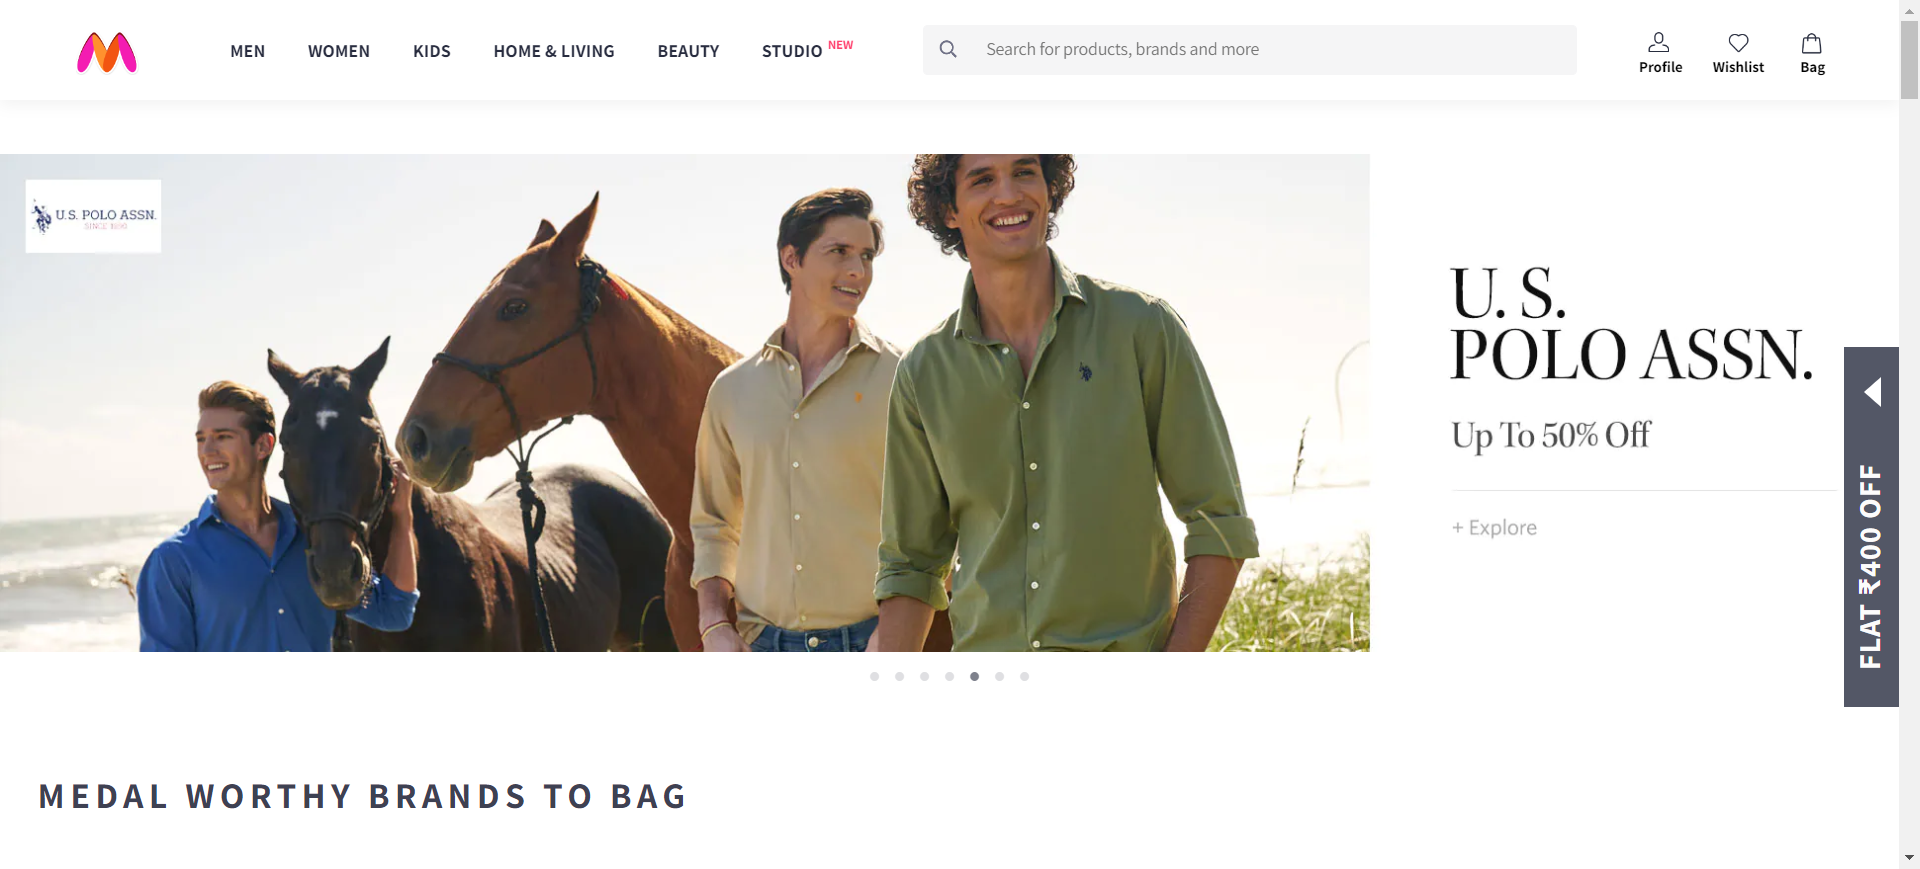 MEN WOMEN KIDS HOME & LIVING BEAUTY STUDIO NEW
Search for products, brands and more
Profile Wishlist Bag
U.S. POLO ASSN.
SINCE 1890
U. S.
POLO ASSN.
Up To 50% Off
+ Explore
FLAT ₹400 OFF
MEDAL WORTHY BRANDS TO BAG